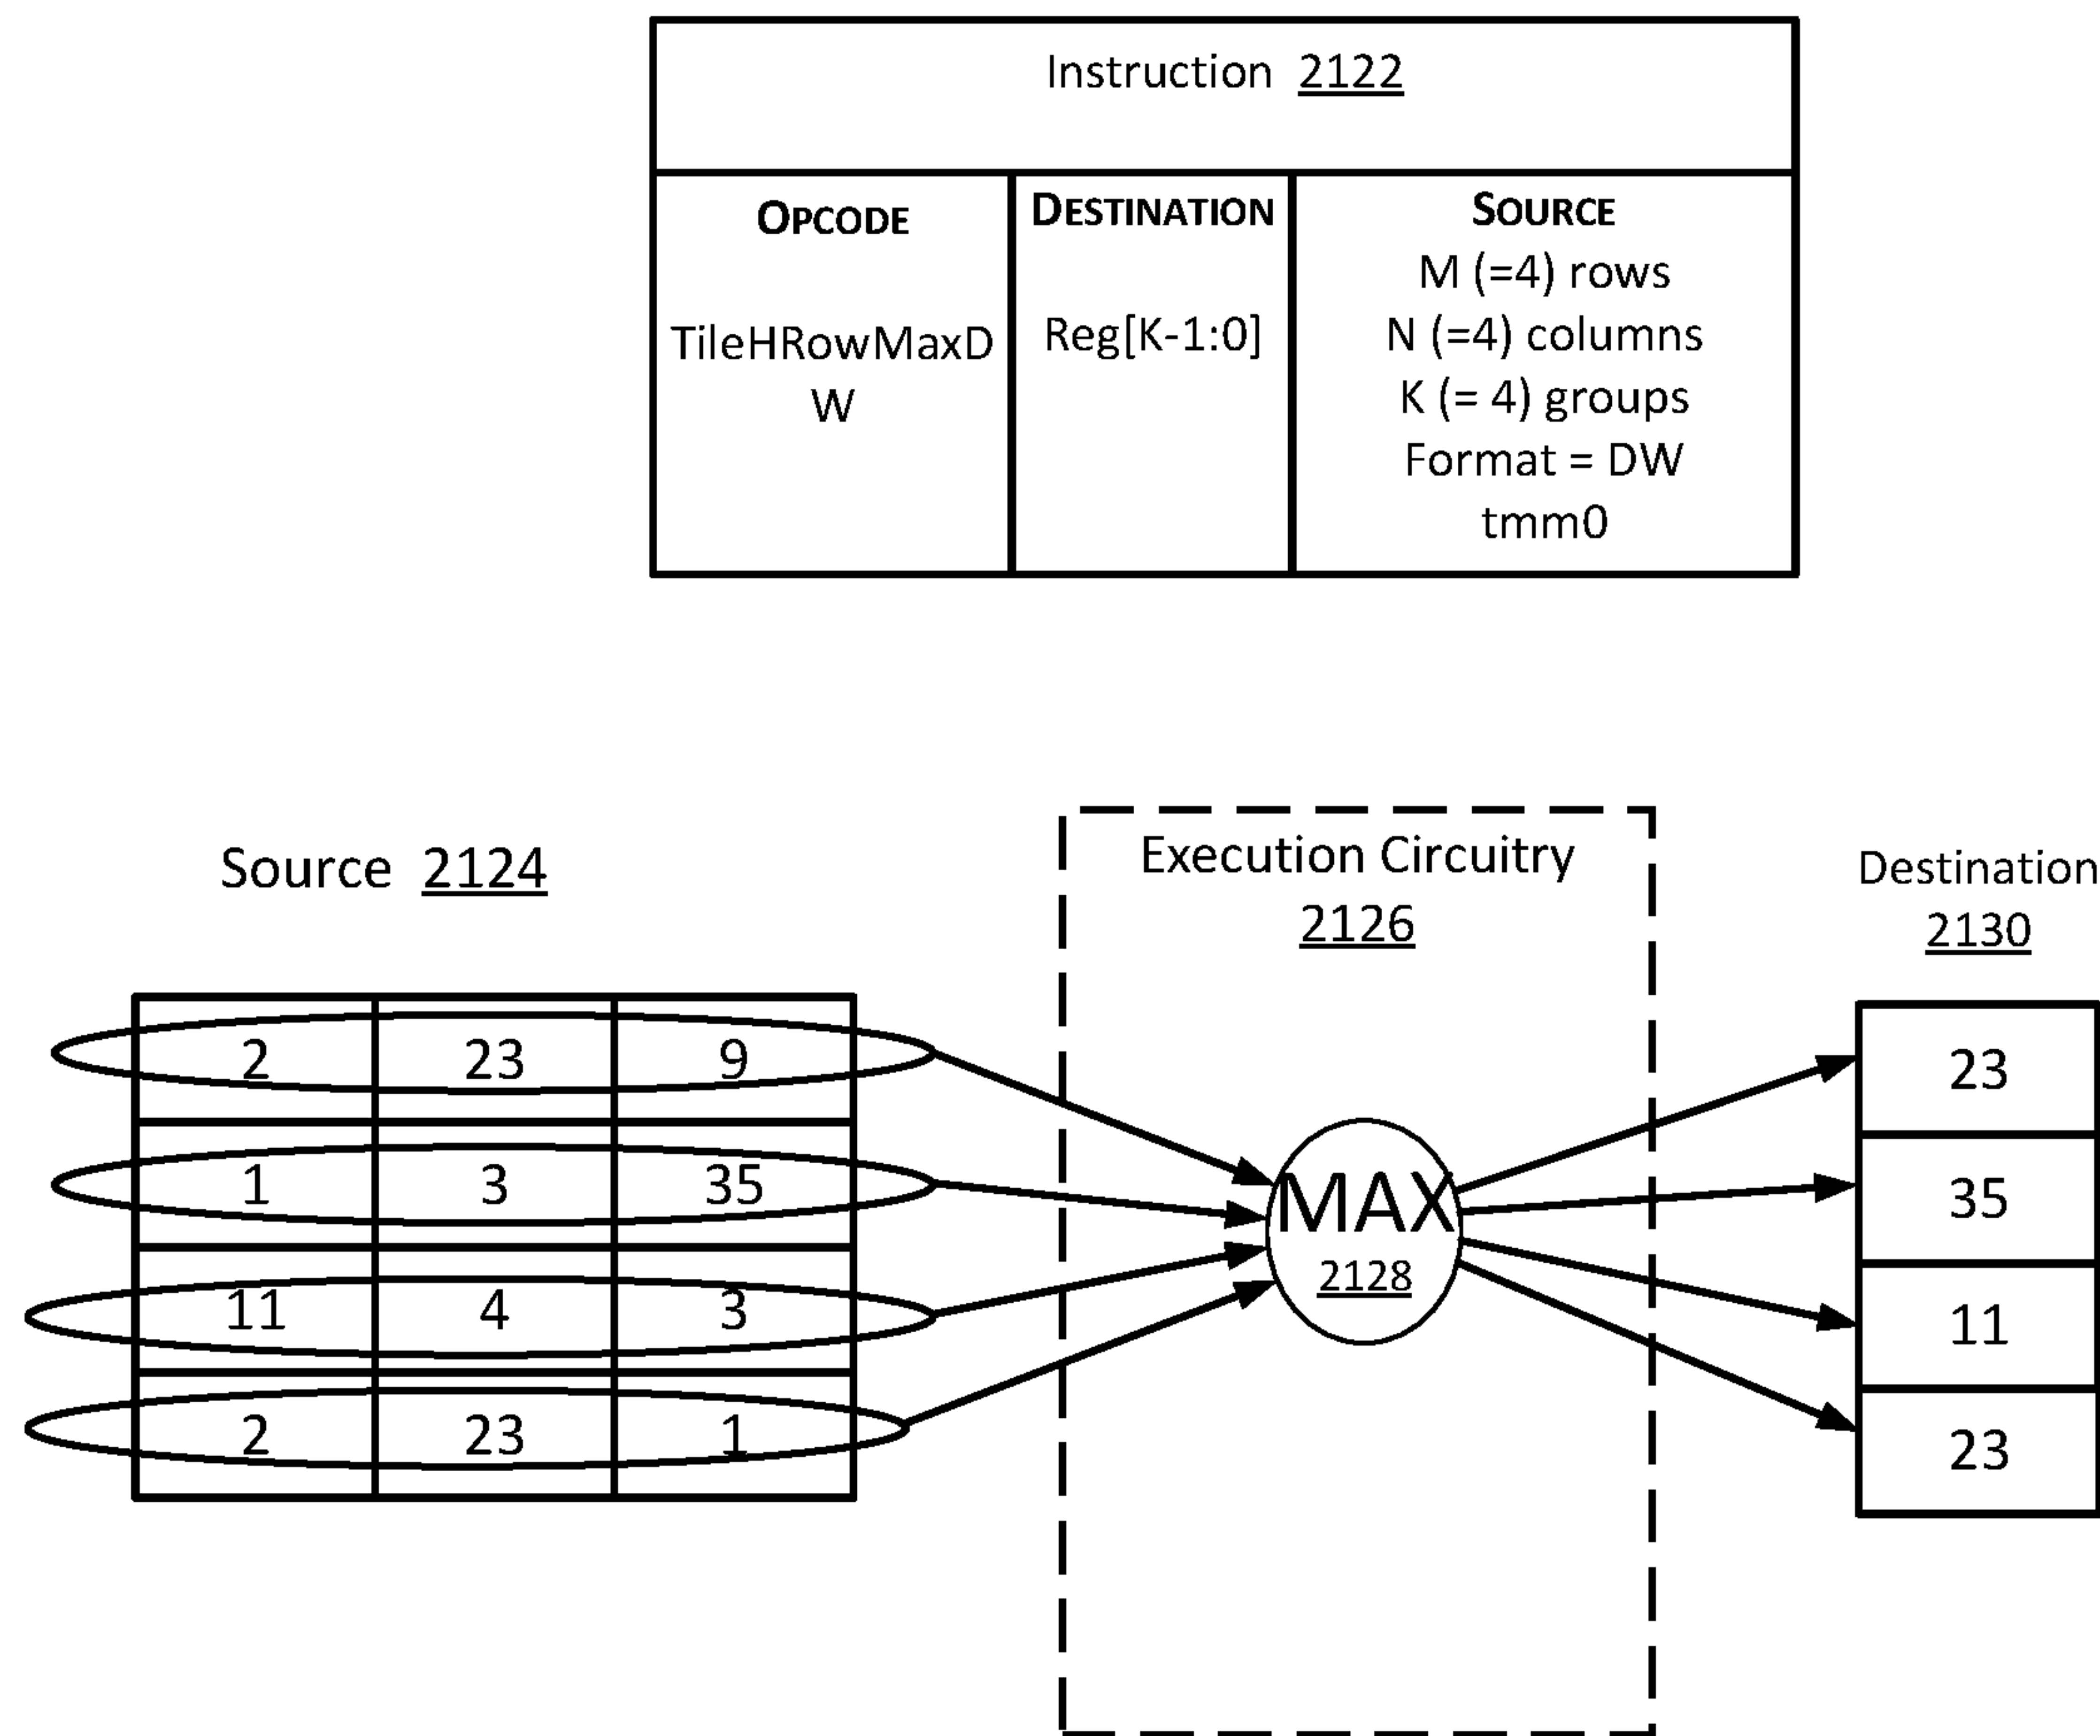 Instruction 2122
OPCODE
TileHRowMaxD
W
DESTINATION
Reg[K-1:0]
SOURCE
M (=4) rows
N (=4) columns
K (= 4) groups
Format = DW
tmm0
Source 2124
2 23 9
1 3 35
11 4 3
2 23 1
Execution Circuitry
2126
MAX
2128
Destination
2130
23
35
11
23